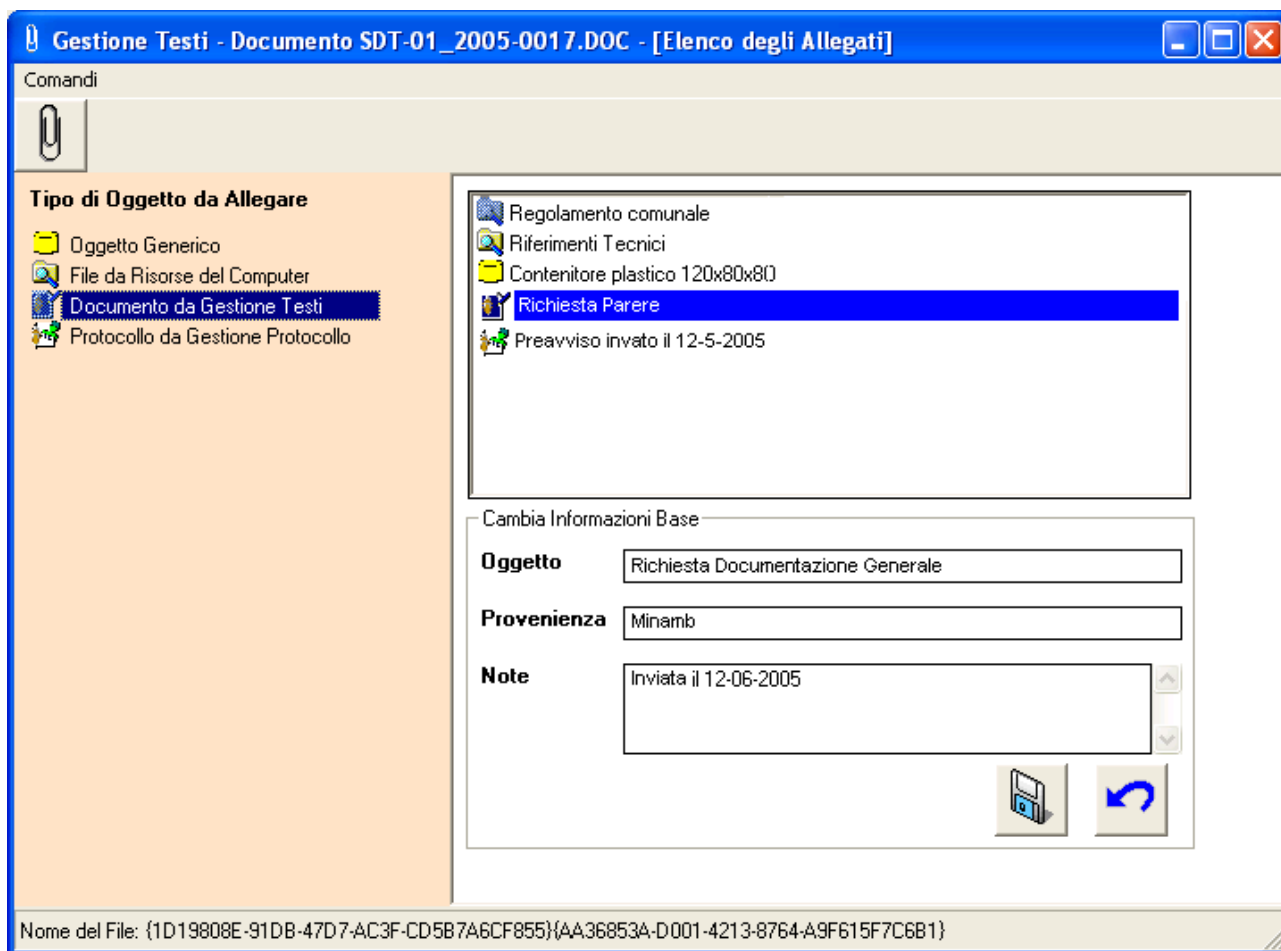 Gestione Testi - Documento SDT-01_2005-0017.DOC - [Elenco degli Allegati]
Comandi
Tipo di Oggetto da Allegare
Oggetto Generico
File da Risorse del Computer
Documento da Gestione Testi
Protocollo da Gestione Protocollo
Regolamento comunale
Riferimenti Tecnici
Contenitore plastico 120x80x80
Richiesta Parere
Preavviso invato il 12-5-2005
Cambia Informazioni Base
Oggetto Richiesta Documentazione Generale
Provenienza Minamb
Note Inviata il 12-06-2005
Nome del File: {1D19808E-91DB-47D7-AC3F-CD5B7A6CF855}{AA36853A-D001-4213-8764-A9F615F7C6B1}